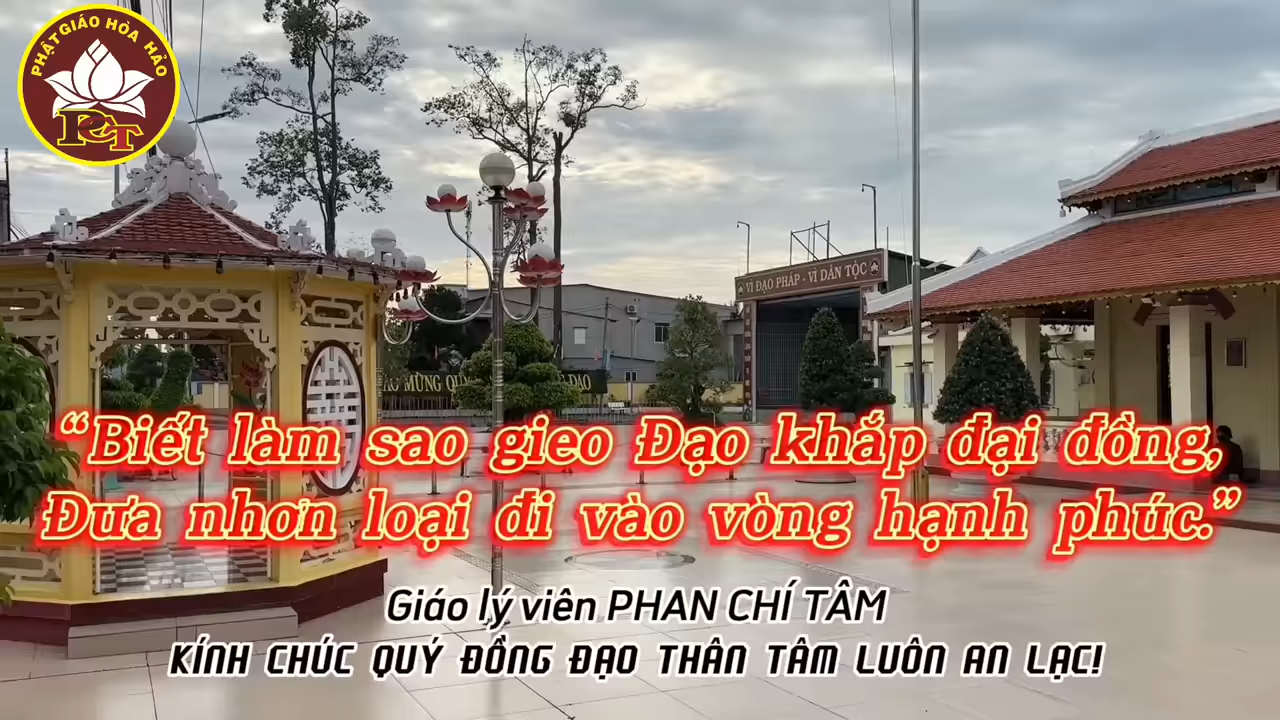 PHẬT GIÁO HÒA HẢO
PCT
VÌ ĐẠO PHÁP - VÌ DÂN TỘC
MỪNG
ĐẠO
“Biết làm sao gieo Đạo khắp đại đồng,
Đưa nhơn loại đi vào vòng hạnh phúc.”
Giáo lý viên PHAN CHÍ TÂM
KÍNH CHÚC QUÝ ĐỒNG ĐẠO THÂN TÂM LUÔN AN LẠC!